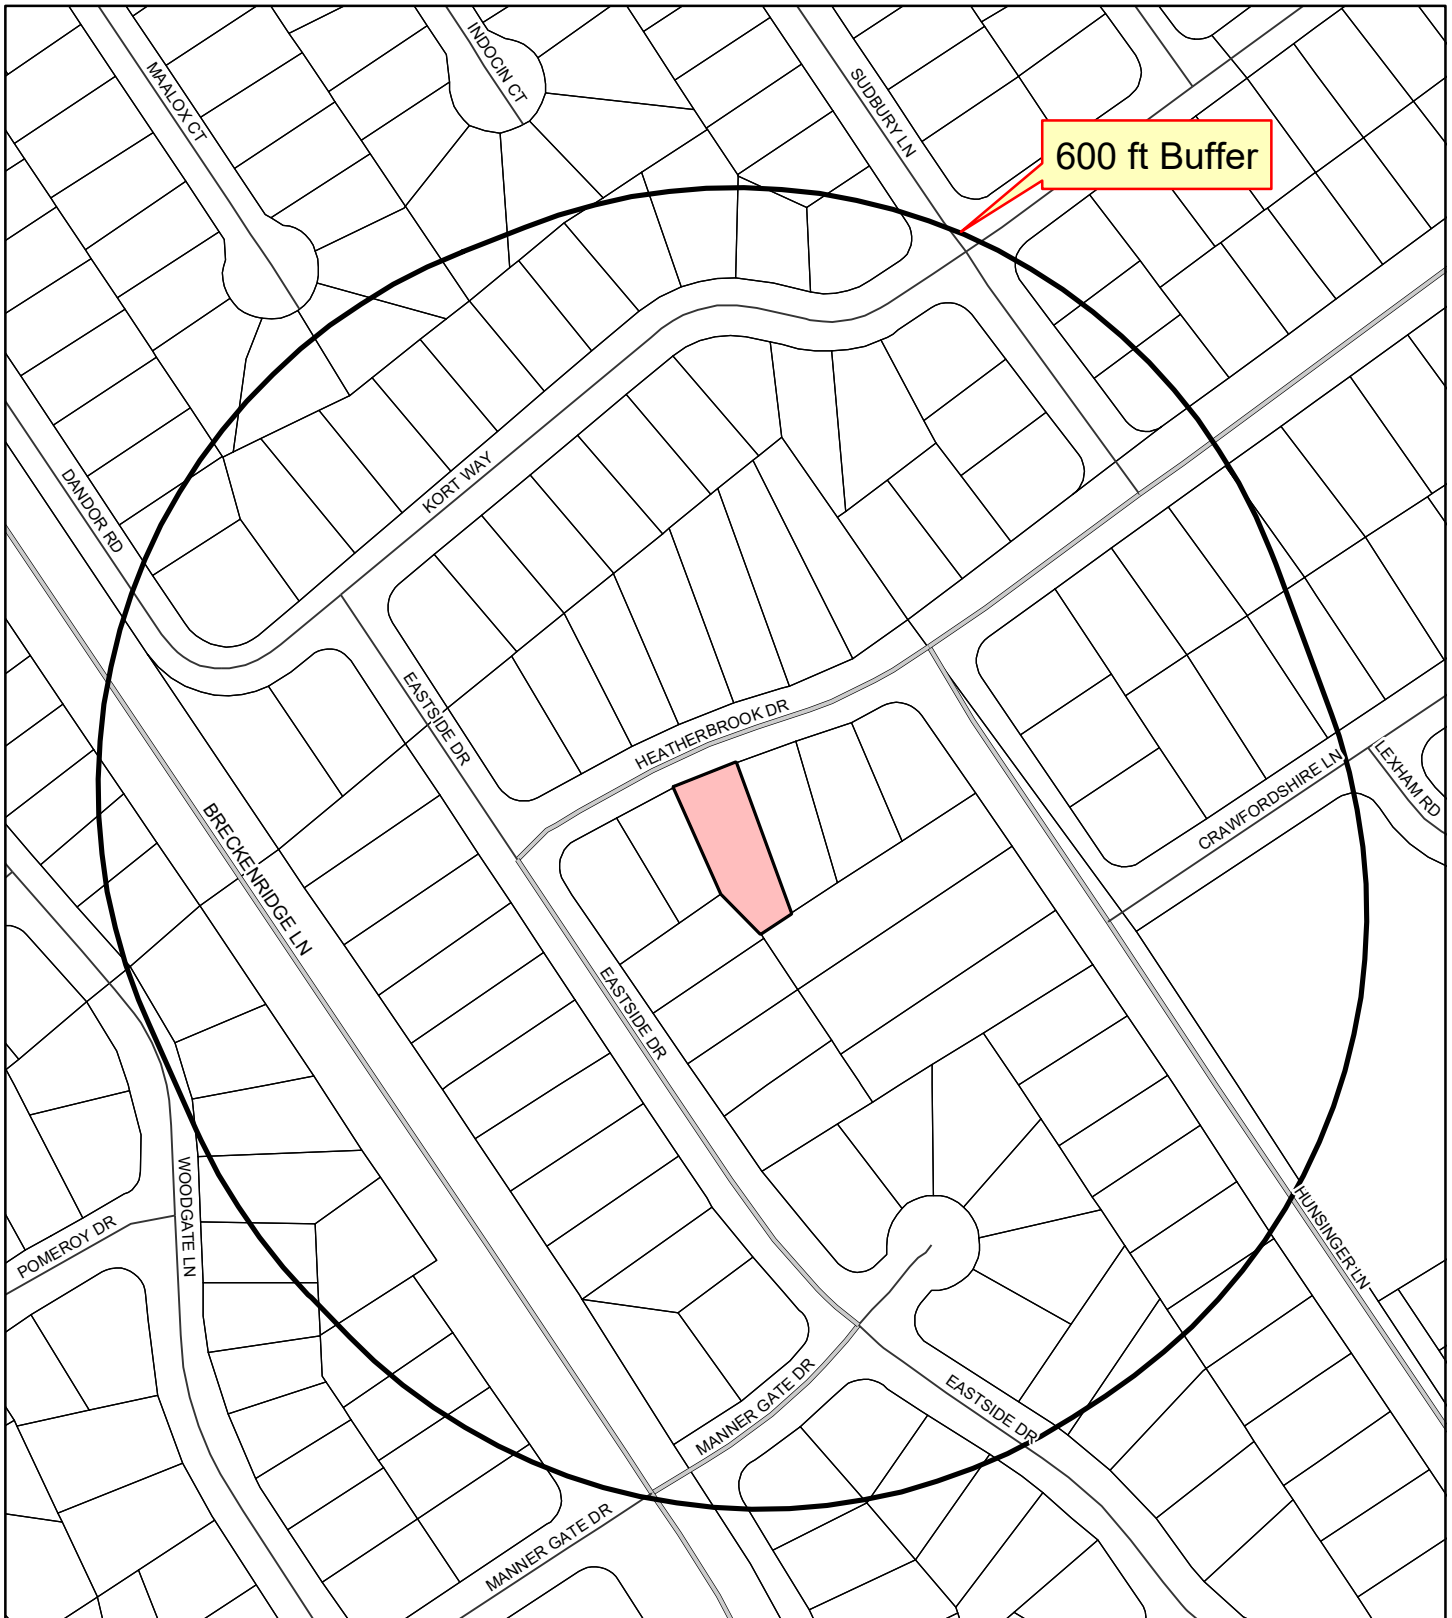 INDOCIN CT
MAALOX CT
SUDBURY LN
600 ft Buffer
KORT WAY
DANDOR RD
EASTSIDE DR
HEATHERBROOK DR
LEXHAM RD
CRAWFORDSHIRE LN
BRECKENRIDGE LN
EASTSIDE DR
WOODGATE LN
POMEROY DR
HUNSINGER LN
MANNER GATE DR
EASTSIDE DR
MANNER GATE DR